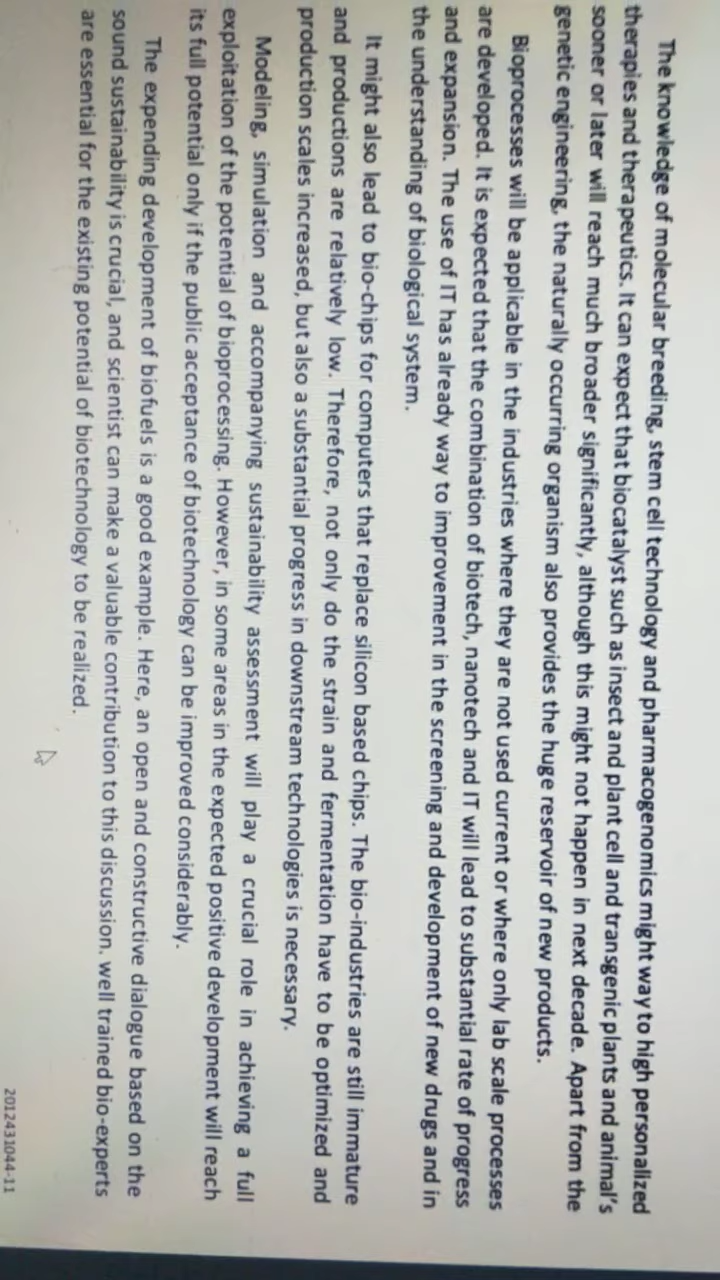 The knowledge of molecular breeding, stem cell technology and pharmacogenomics might way to high personalized
therapies and therapeutics. It can expect that biocatalyst such as insect and plant cell and transgenic plants and animal's
sooner or later will reach much broader significantly, although this might not happen in next decade. Apart from the
genetic engineering, the naturally occurring organism also provides the huge reservoir of new products.
Bioprocesses will be applicable in the industries where they are not used current or where only lab scale processes
are developed. It is expected that the combination of biotech, nanotech and IT will lead to substantial rate of progress
and expansion. The use of IT has already way to improvement in the screening and development of new drugs and in
the understanding of biological system.
It might also lead to bio-chips for computers that replace silicon based chips. The bio-industries are still immature
and productions are relatively low. Therefore, not only do the strain and fermentation have to be optimized and
production scales increased, but also a substantial progress in downstream technologies is necessary.
Modeling, simulation and accompanying sustainability assessment will play a crucial role in achieving a full
exploitation of the potential of bioprocessing. However, in some areas in the expected positive development will reach
its full potential only if the public acceptance of biotechnology can be improved considerably.
The expending development of biofuels is a good example. Here, an open and constructive dialogue based on the
sound sustainability is crucial, and scientist can make a valuable contribution to this discussion. well trained bio-experts
are essential for the existing potential of biotechnology to be realized.
2012431044-11